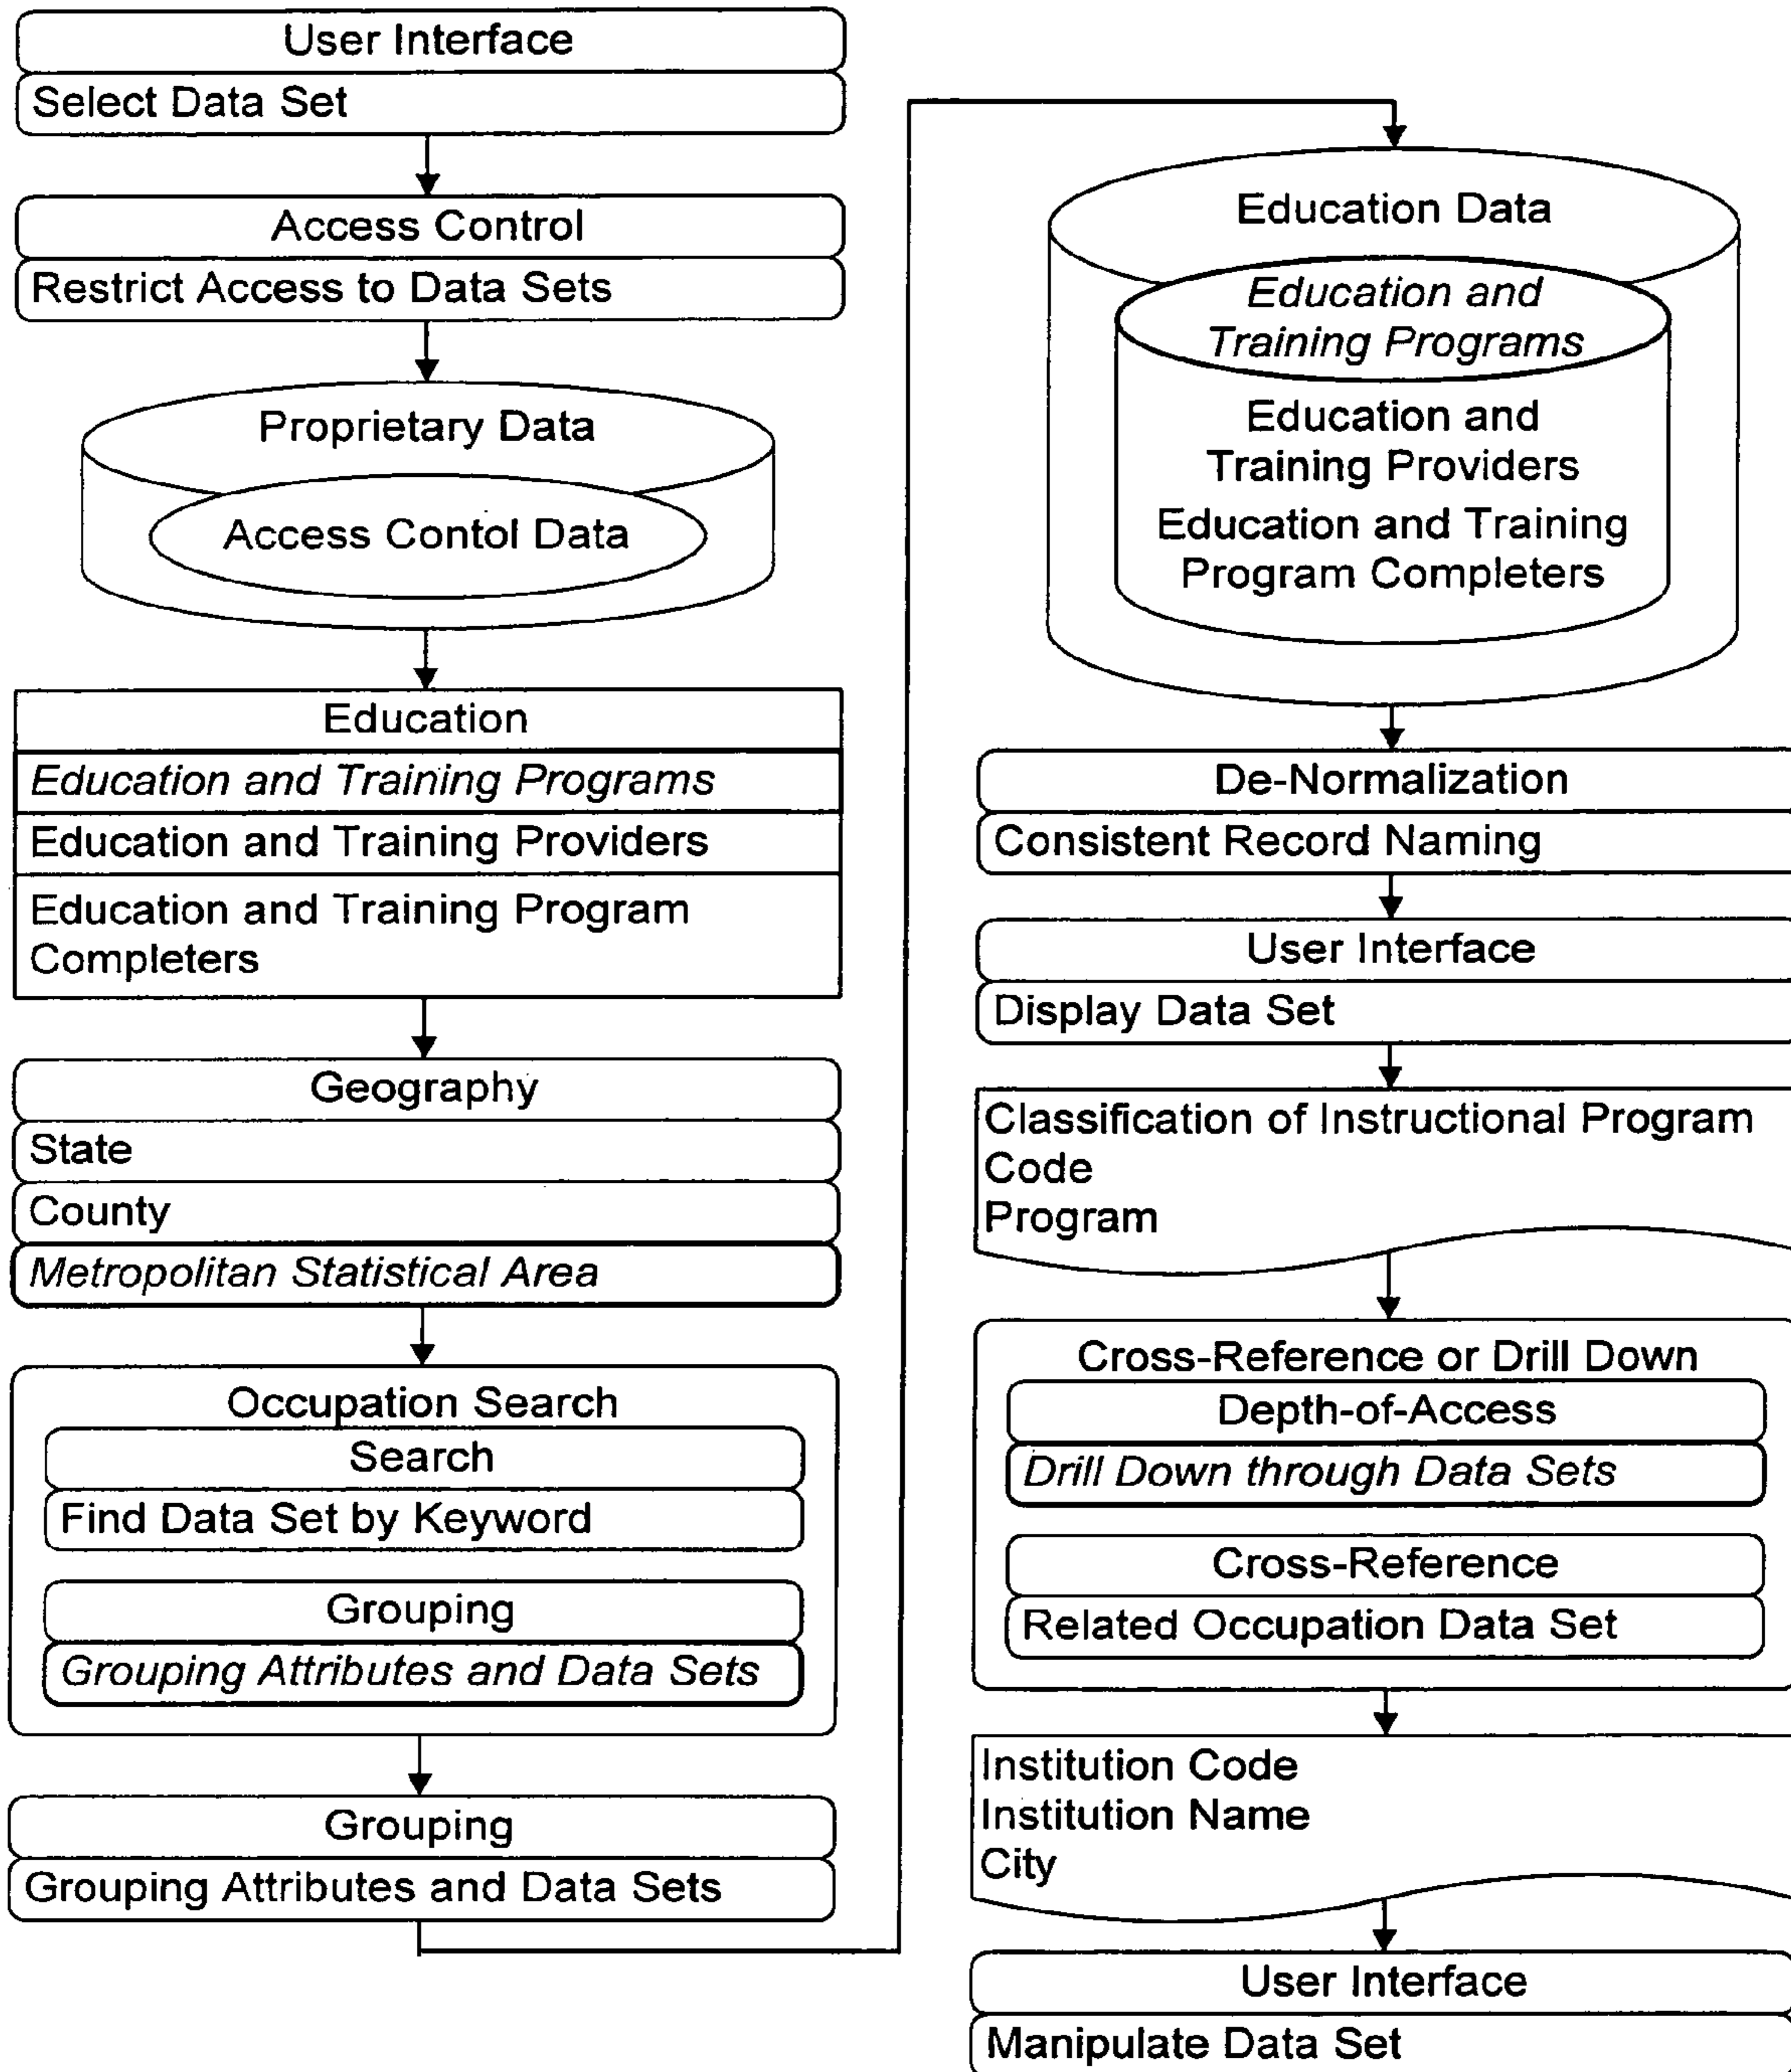 User Interface
Select Data Set
Access Control
Restrict Access to Data Sets
Proprietary Data
Access Contol Data
Education
Education and Training Programs
Education and Training Providers
Education and Training Program
Completers
Geography
State
County
Metropolitan Statistical Area
Occupation Search
Search
Find Data Set by Keyword
Grouping
Grouping Attributes and Data Sets
Grouping
Grouping Attributes and Data Sets
Education Data
Education and
Training Programs
Education and
Training Providers
Education and Training
Program Completers
De-Normalization
Consistent Record Naming
User Interface
Display Data Set
Classification of Instructional Program
Code
Program
Cross-Reference or Drill Down
Depth-of-Access
Drill Down through Data Sets
Cross-Reference
Related Occupation Data Set
Institution Code
Institution Name
City
User Interface
Manipulate Data Set